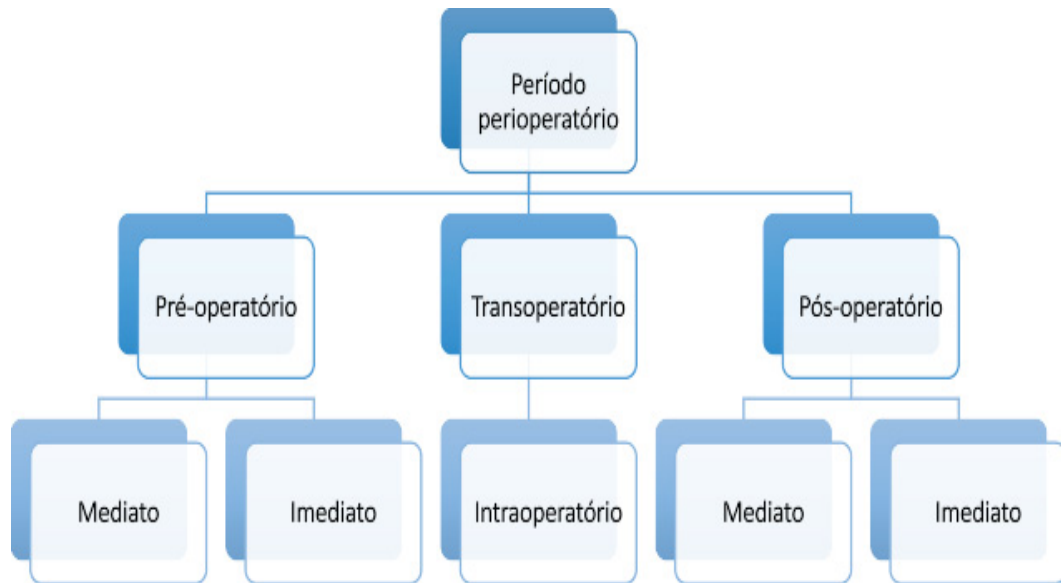 Período
perioperatório
Pré-operatório
Transoperatório
Pós-operatório
Mediato
Imediato
Intraoperatório
Mediato
Imediato